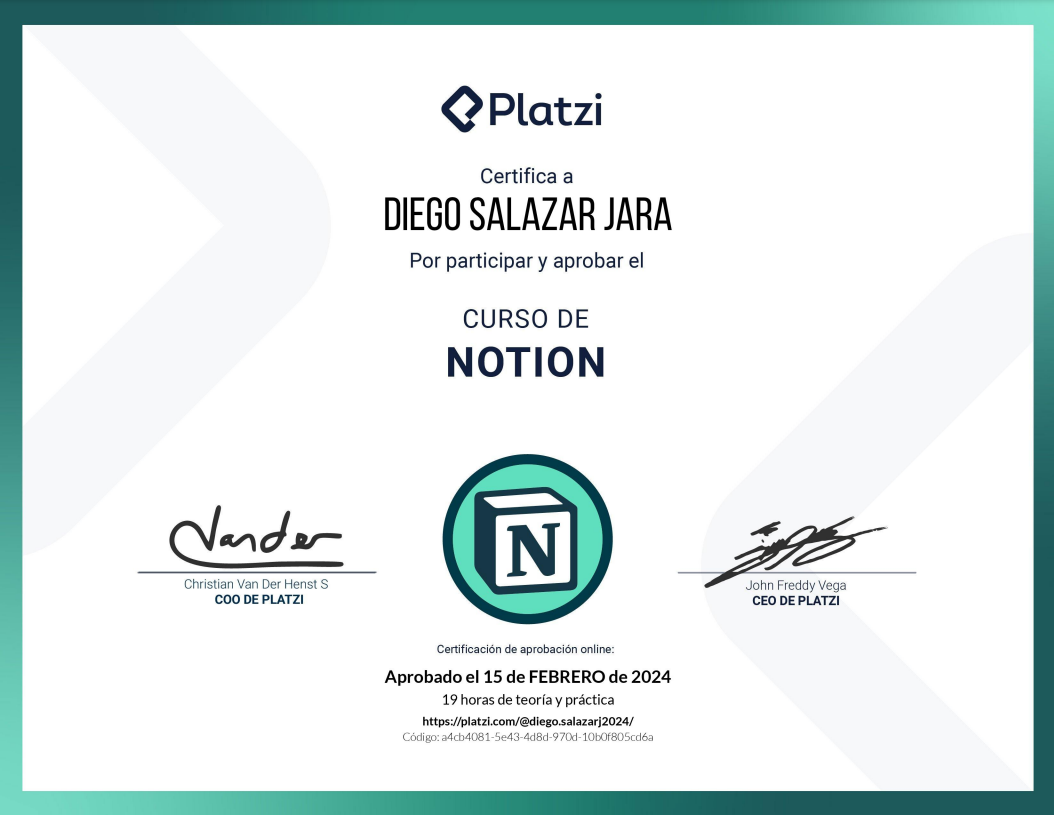 Platzi
Certifica a
DIEGO SALAZAR JARA
Por participar y aprobar el
CURSO DE
NOTION
Vander
N
Christian Van Der Henst S
COO DE PLATZI
John Freddy Vega
CEO DE PLATZI
Certificación de aprobación online:
Aprobado el 15 de FEBRERO de 2024
19 horas de teoría y práctica
https://platzi.com/@diego.salazarj2024/
Código: a4cb4081-5e43-4d8d-970d-10b0f805cd6a